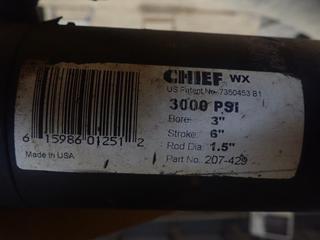 CHIEF WX
US Patent No. 7350453 B1
3000 PSI
Bore: 3"
Stroke: 6"
Rod Dia: 1.5"
Part No. 207-429
6 15986 01251 2
Made in USA